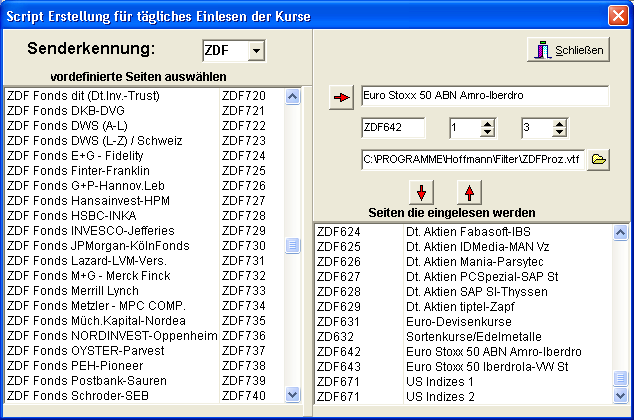 Script Erstellung für tägliches Einlesen der Kurse
Senderkennung: ZDF
vordefinierte Seiten auswählen
ZDF Fonds dit (Dt.Inv.-Trust) ZDF720
ZDF Fonds DKB-DVG ZDF721
ZDF Fonds DWS (A-L) ZDF722
ZDF Fonds DWS (L-Z) / Schweiz ZDF723
ZDF Fonds E+G - Fidelity ZDF724
ZDF Fonds Finter-Franklin ZDF725
ZDF Fonds G+P-Hannov.Leb ZDF726
ZDF Fonds Hansainvest-HPM ZDF727
ZDF Fonds HSBC-INKA ZDF728
ZDF Fonds INVESCO-Jefferies ZDF729
ZDF Fonds JPMorgan-KölnFonds ZDF730
ZDF Fonds Lazard-LVM-Vers. ZDF731
ZDF Fonds M+G - Merck Finck ZDF732
ZDF Fonds Merrill Lynch ZDF733
ZDF Fonds Metzler - MPC COMP. ZDF734
ZDF Fonds Müch.Kapital-Nordea ZDF735
ZDF Fonds NORDINVEST-Oppenheim ZDF736
ZDF Fonds OYSTER-Parvest ZDF737
ZDF Fonds PEH-Pioneer ZDF738
ZDF Fonds Postbank-Sauren ZDF739
ZDF Fonds Schroder-SEB ZDF740
Schließen
Euro Stoxx 50 ABN Amro-Iberdro
ZDF642 1 3
C:\PROGRAMME\Hoffmann\Filter\ZDFProz.vtf
Seiten die eingelesen werden
ZDF624 Dt. Aktien Fabasoft-IBS
ZDF625 Dt. Aktien IDMedia-MAN Vz
ZDF626 Dt. Aktien Mania-Parsytec
ZDF627 Dt. Aktien PCSpezial-SAP St
ZDF628 Dt. Aktien SAP SI-Thyssen
ZDF629 Dt. Aktien tiptel-Zapf
ZDF631 Euro-Devisenkurse
ZD632 Sortenkurse/Edelmetalle
ZDF642 Euro Stoxx 50 ABN Amro-Iberdro
ZDF643 Euro Stoxx 50 Iberdrola-VW St
ZDF671 US Indizes 1
ZDF671 US Indizes 2